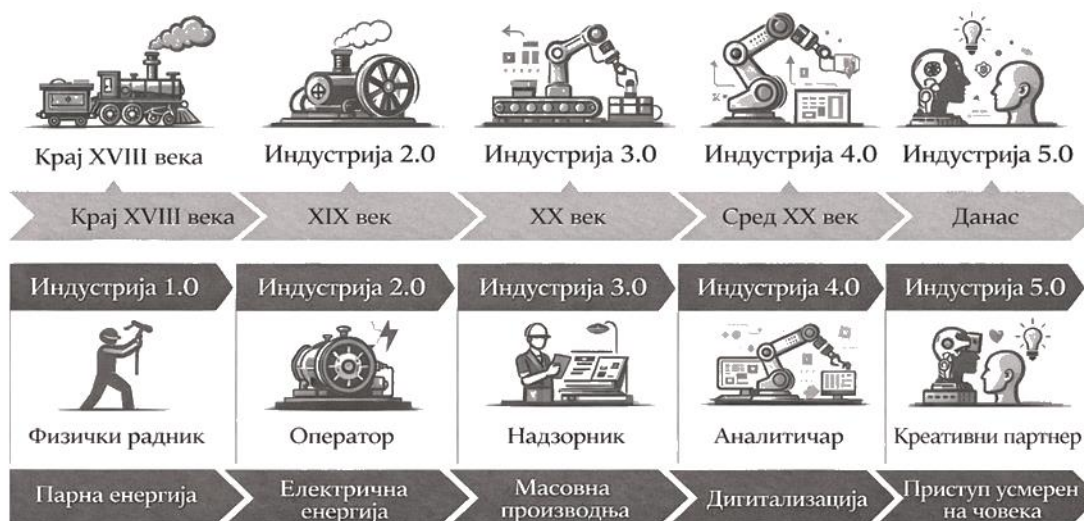 Крај XVIII века
Индустрија 2.0
Индустрија 3.0
Индустрија 4.0
Индустрија 5.0
Крај XVIII века
XIX век
XX век
Сред XX век
Данас
Индустрија 1.0
Индустрија 2.0
Индустрија 3.0
Индустрија 4.0
Индустрија 5.0
Физички радник
Оператор
Надзорник
Аналитичар
Креативни партнер
Парна енергија
Електрична
енергија
Масовна
производња
Дигитализација
Приступ усмерен
на човека